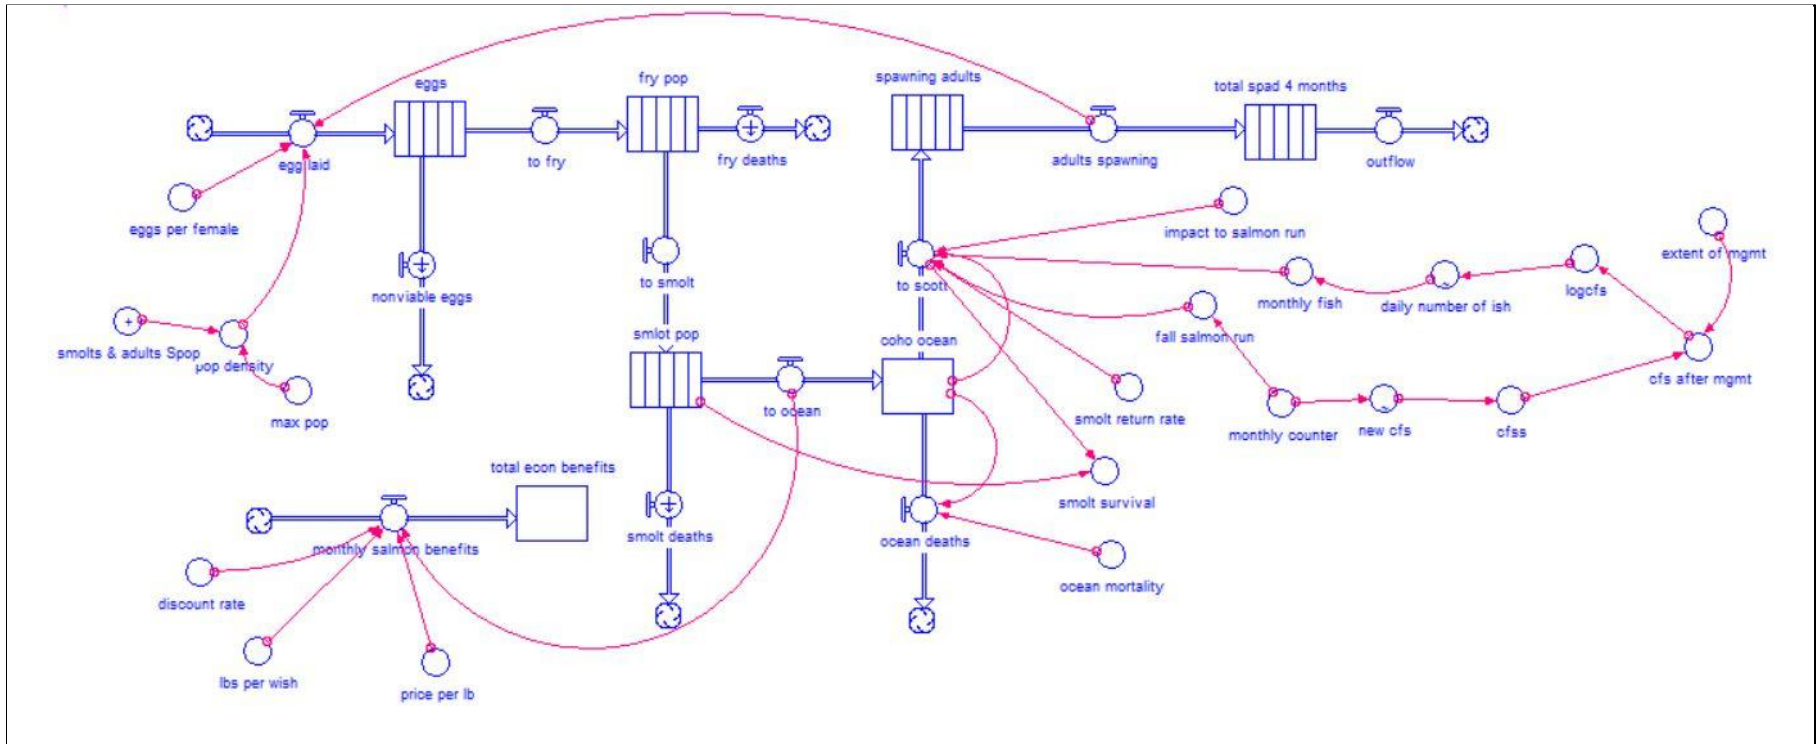 eggs
fry pop
spawning adults
total spad 4 months
egg laid
to fry
fry deaths
adults spawning
outflow
eggs per female
impact to salmon run
extent of mgmt
nonviable eggs
to smolt
to scott
monthly fish
daily number of ish
logcfs
smlot pop
coho ocean
fall salmon run
smolts & adults Spop
pop density
cfs after mgmt
max pop
to ocean
smolt return rate
monthly counter
new cfs
cfss
total econ benefits
smolt survival
monthly salmon benefits
smolt deaths
ocean deaths
discount rate
ocean mortality
lbs per wish
price per lb